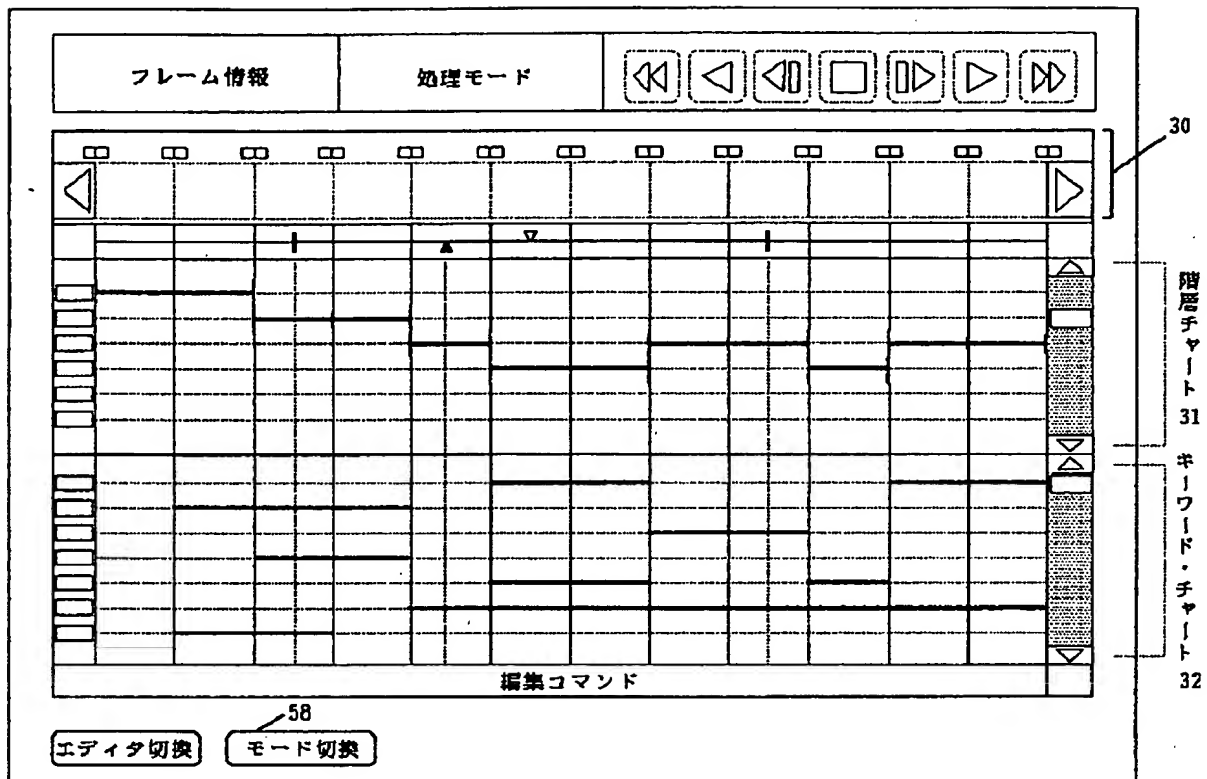 フレーム情報
処理モード
30
階層チャート 31
キーワード・チャート 32
編集コマンド
58
エディタ切換
モード切換